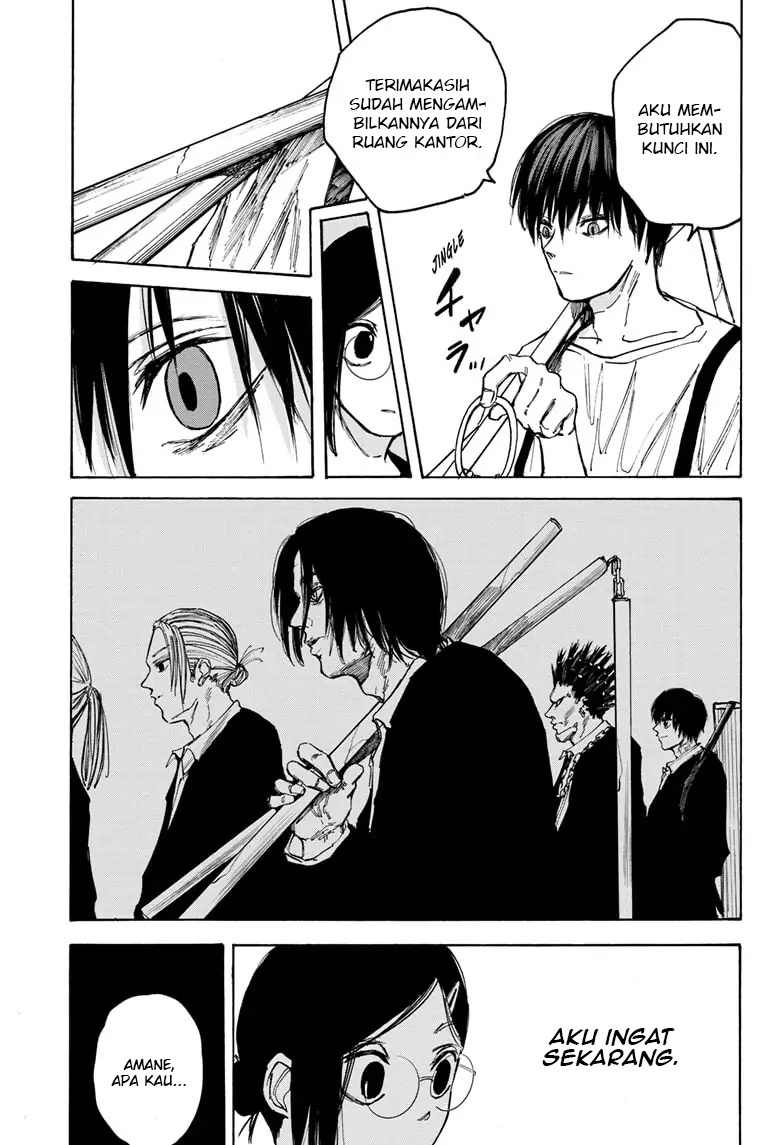 AKU MEM-
BUTUHKAN
KUNCI INI.
TERIMAKASIH
SUDAH MENGAM-
BILKANNYA DARI
RUANG KANTOR.
JINGLE
チャラ…
AKU INGAT
SEKARANG.
AMANE,
APA KAU...